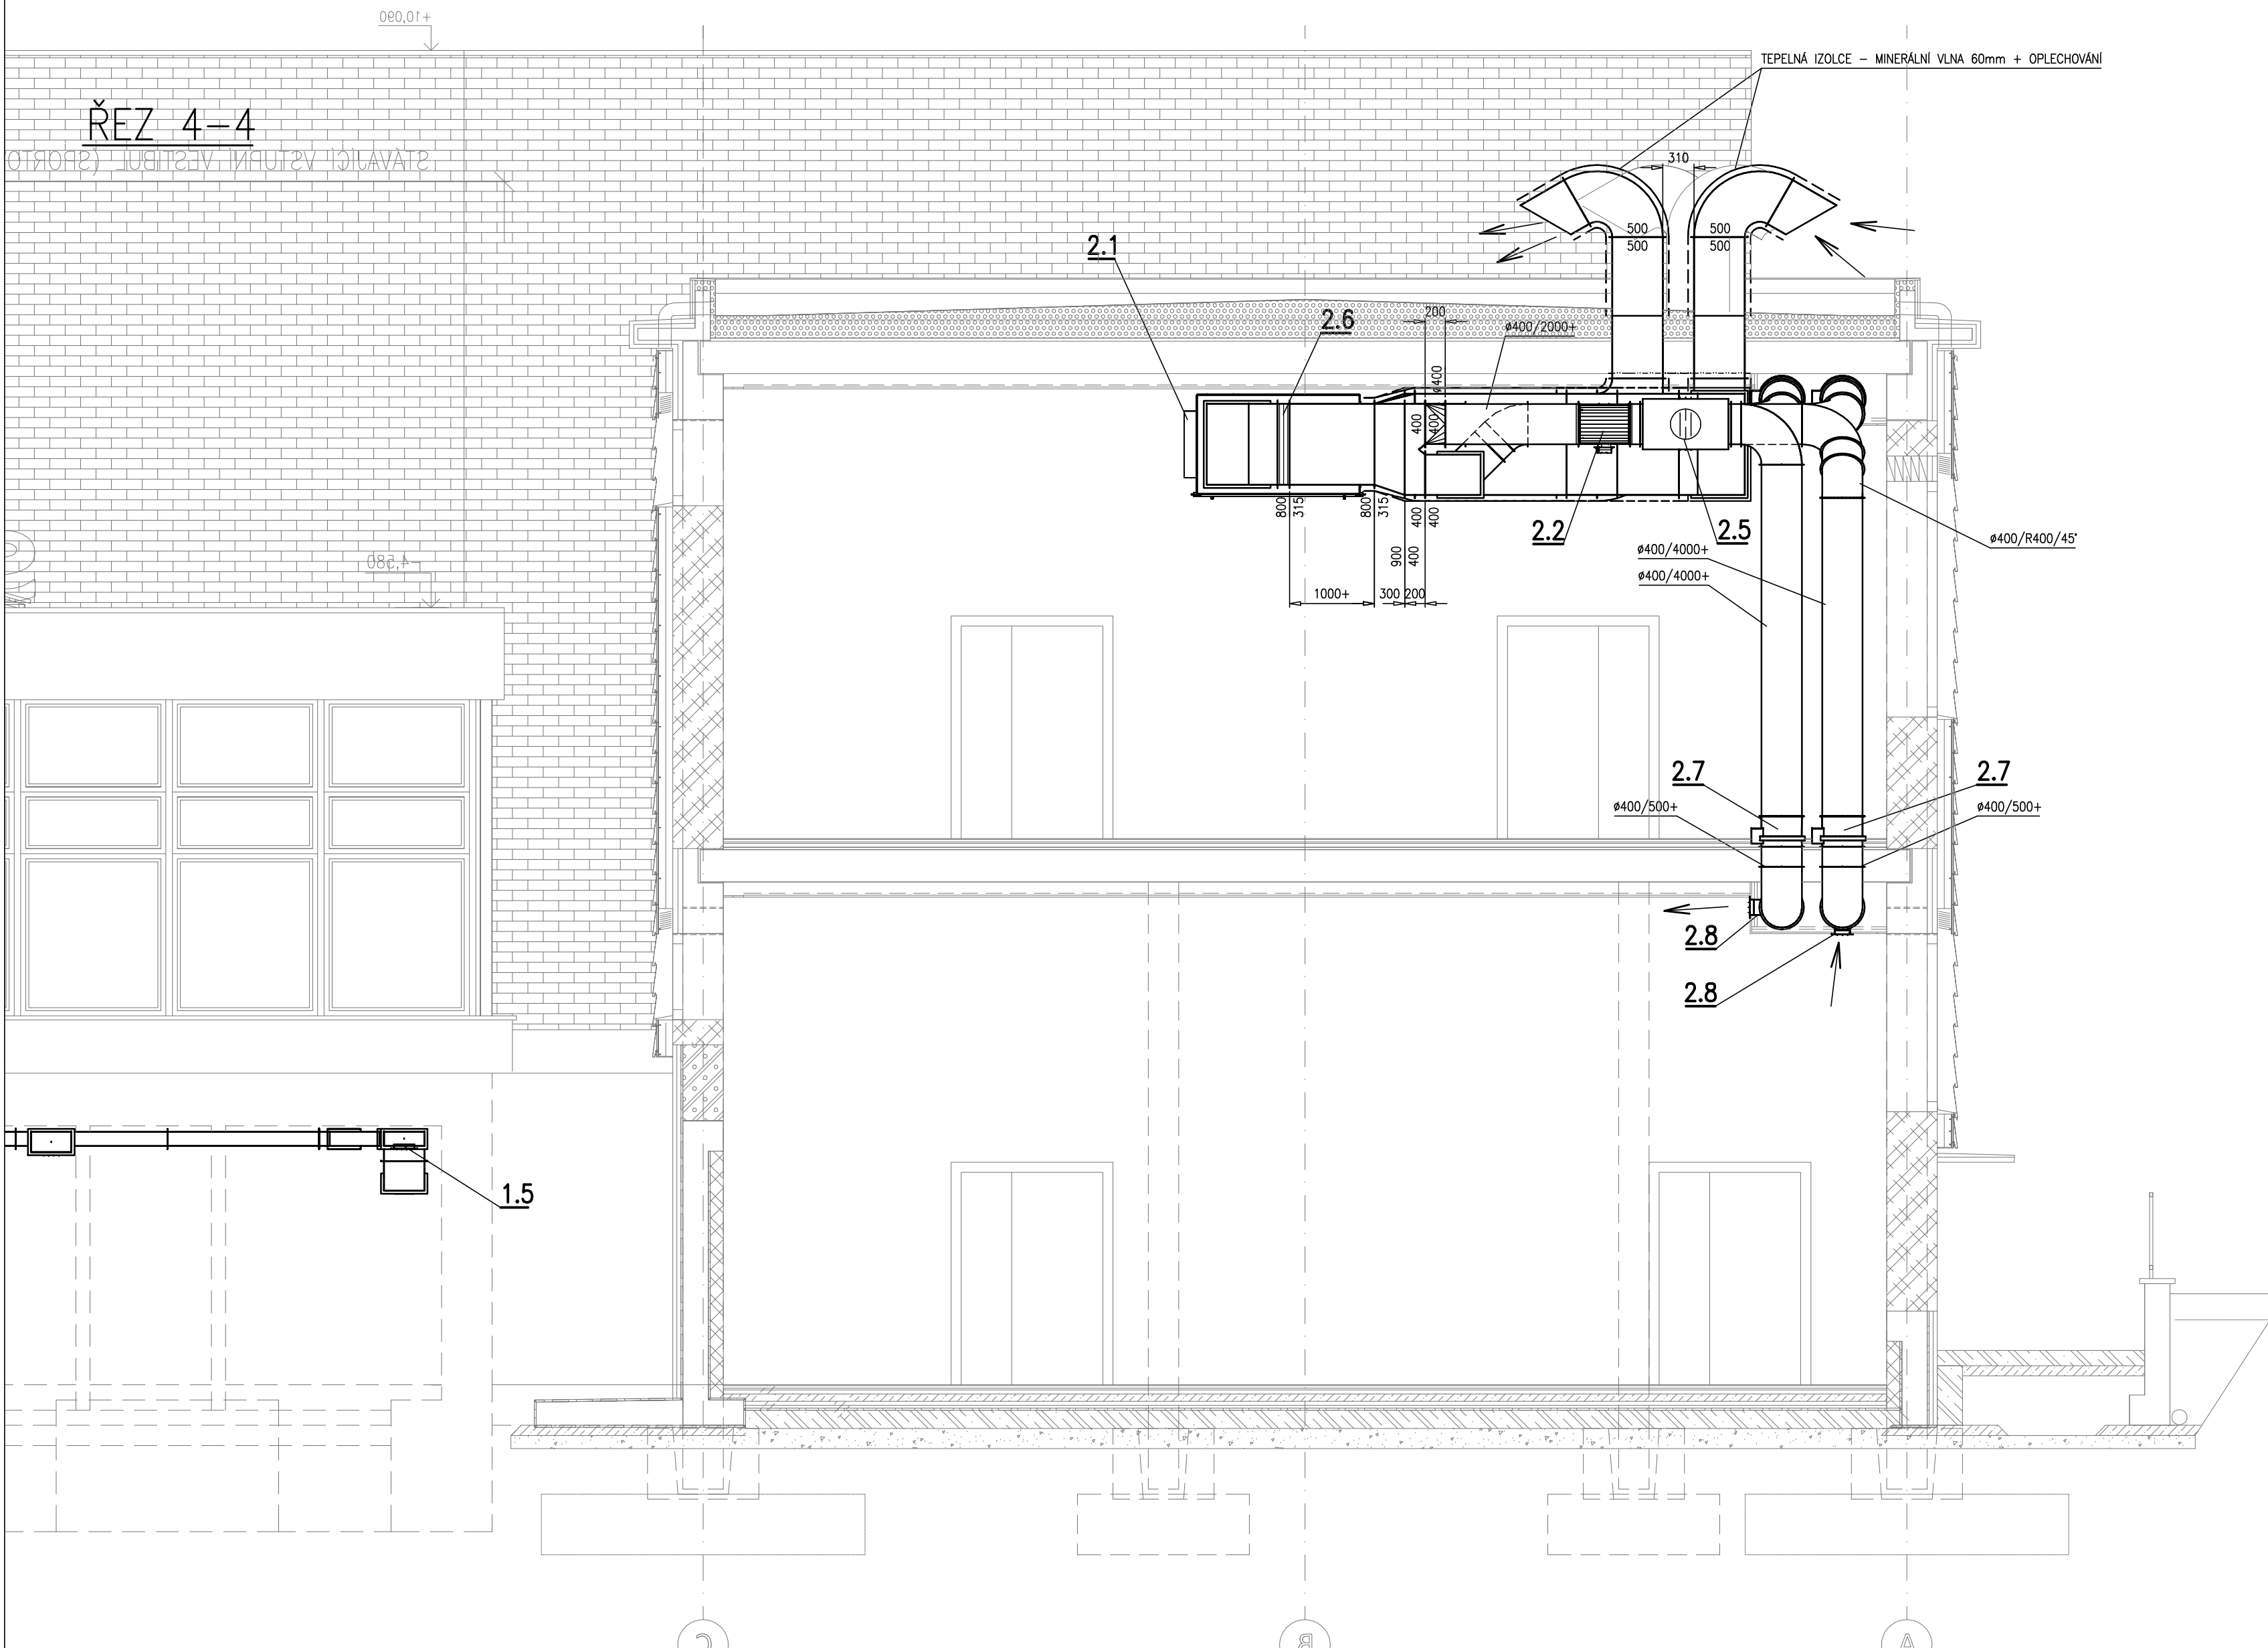 +10,090
TEPELNÁ IZOLCE – MINERÁLNÍ VLNA 60mm + OPLECHOVÁNÍ
ŘEZ 4-4
STÁVAJÍCÍ VSTUPNÍ VESTIBUL (SPORTO
310
500
500
500
500
2.1
2.6
200
ø400/2000+
ø400
400
400
800
315
800
315
400
400
900
400
1000+
300
200
2.2
2.5
ø400/R400/45°
ø400/4000+
ø400/4000+
4,580
2.7
2.7
ø400/500+
ø400/500+
2.8
2.8
1.5
C
B
A